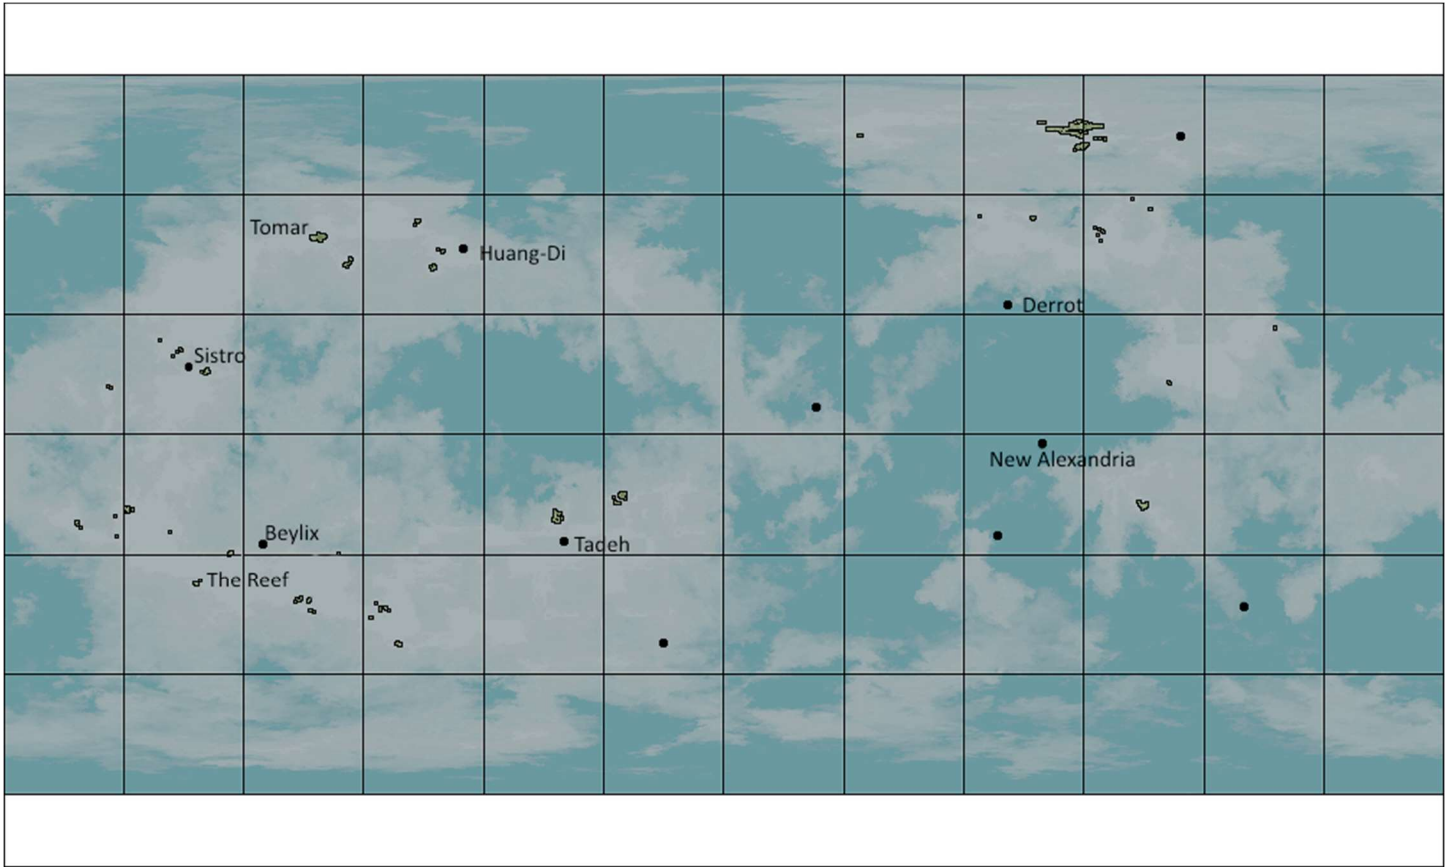 Tomar
Huang-Di
Derrot
Sistro
New Alexandria
Beylix
Tadeh
The Reef